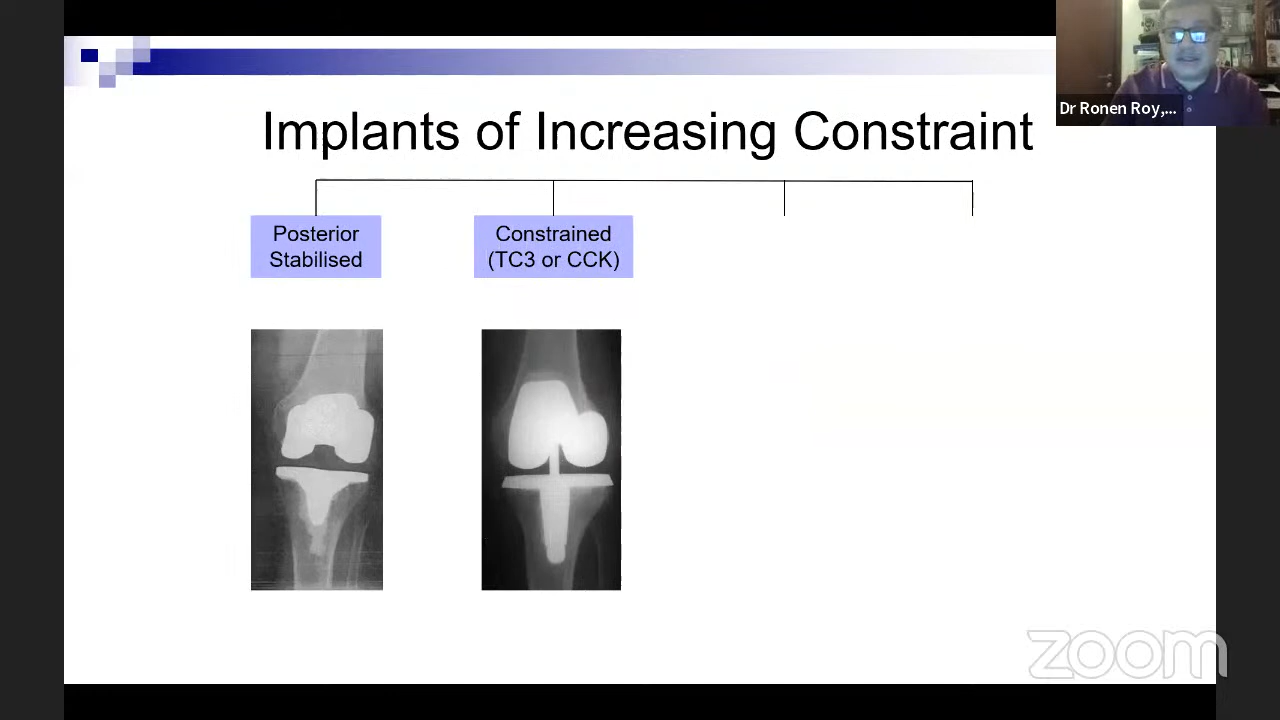 Dr Ronen Roy,...
Implants of Increasing Constraint
Posterior
Stabilised
Constrained
(TC3 or CCK)
zoom